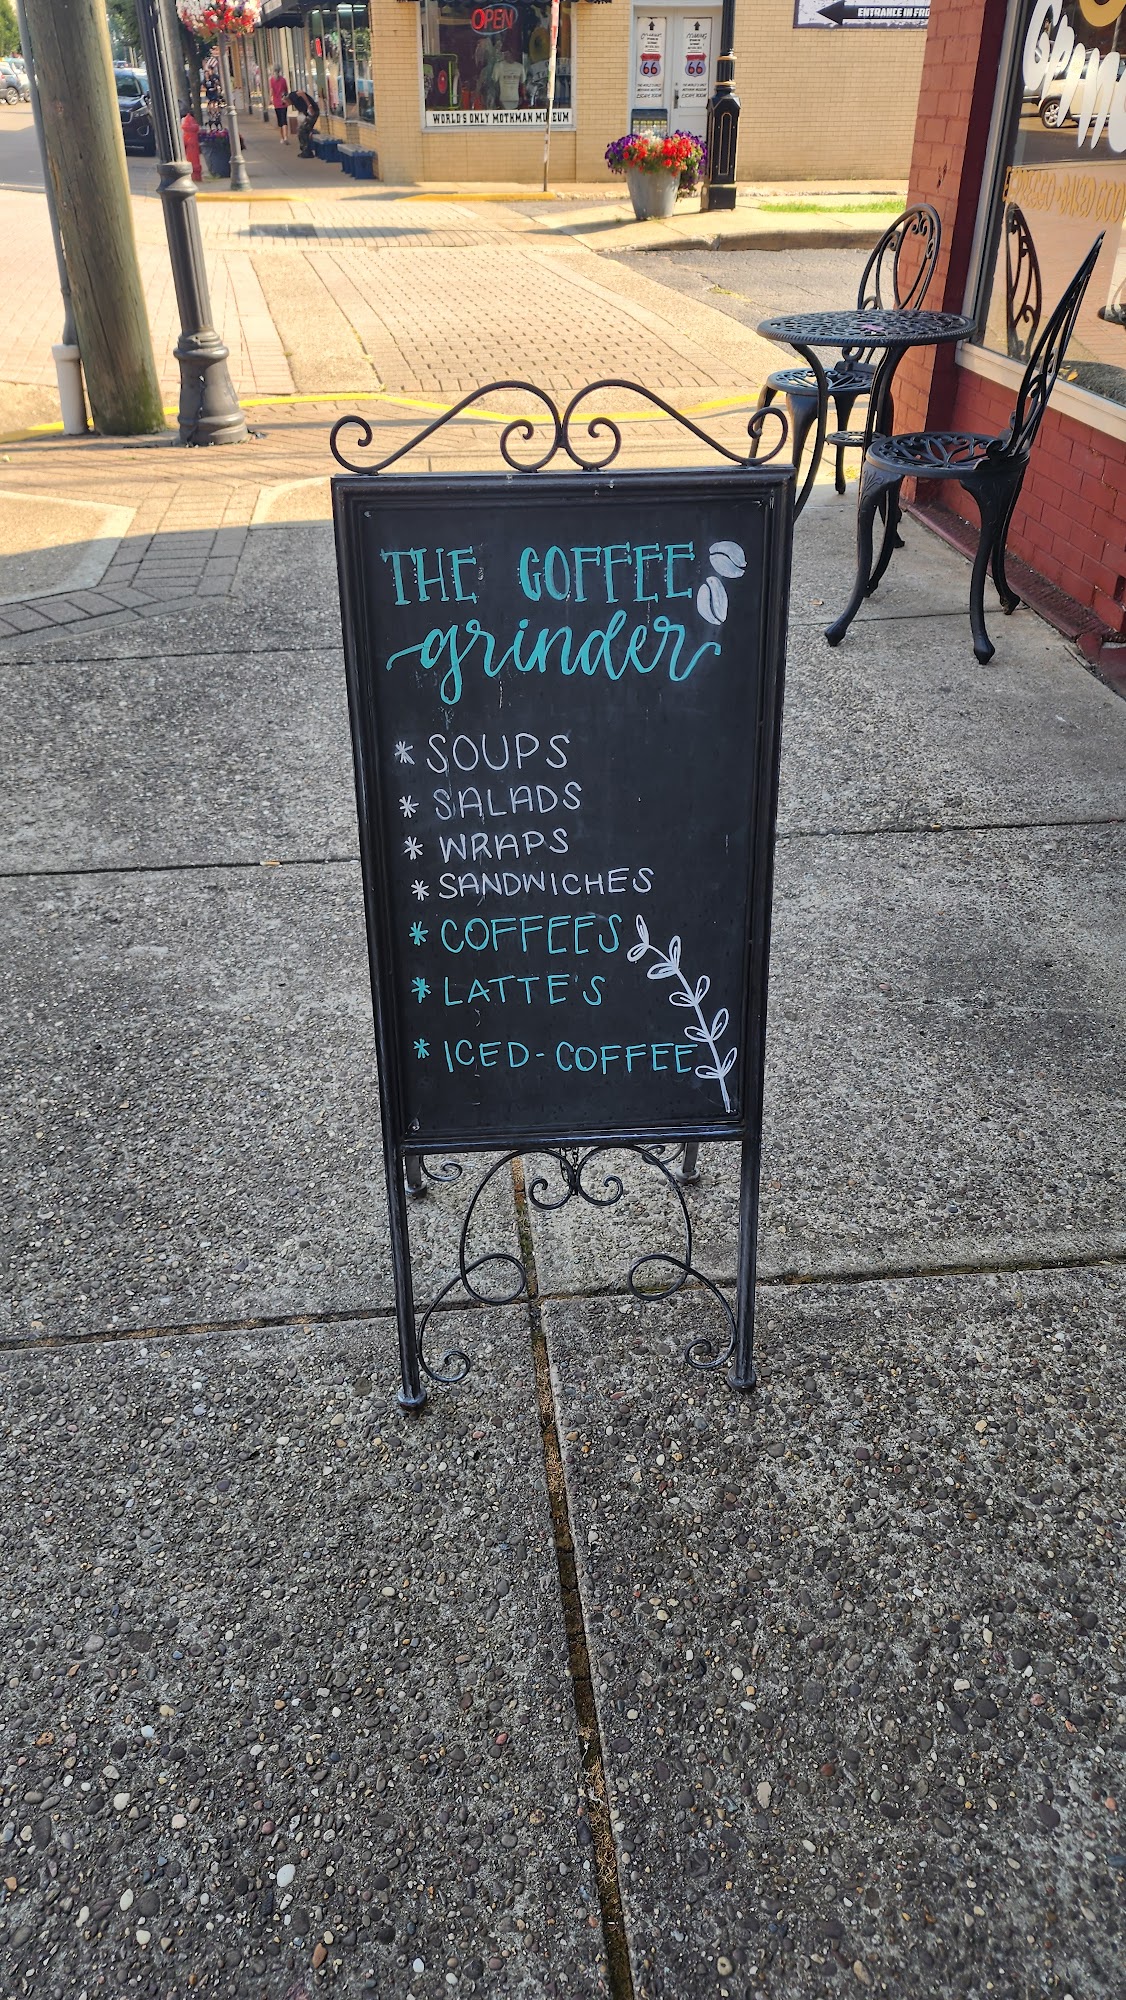 OPEN
WORLD'S ONLY MOTHMAN MUSEUM
66
66
ENTRANCE IN
THE COFFEE
grinder
* SOUPS
* SALADS
* WRAPS
* SANDWICHES
* COFFEES
* LATTE'S
* ICED-COFFEE